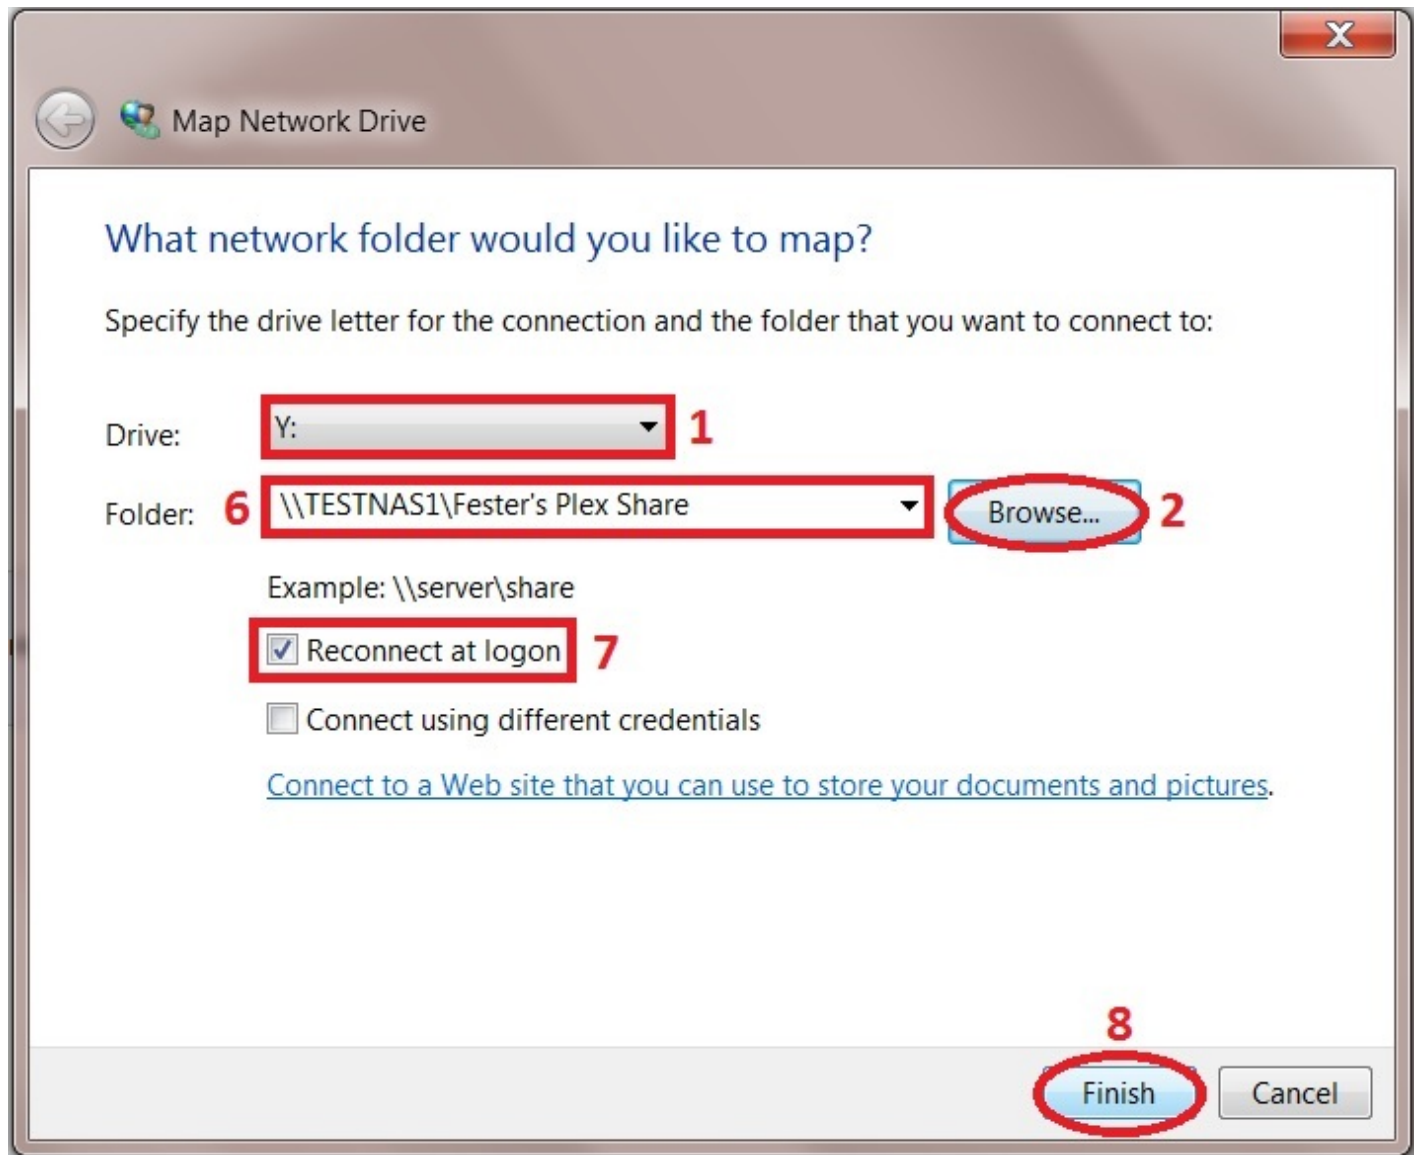 X
Map Network Drive
What network folder would you like to map?
Specify the drive letter for the connection and the folder that you want to connect to:
Drive: Y: 1
Folder: 6 \\TESTNAS1\Fester's Plex Share Browse... 2
Example: \\server\share
Reconnect at logon 7
Connect using different credentials
Connect to a Web site that you can use to store your documents and pictures.
8
Finish Cancel